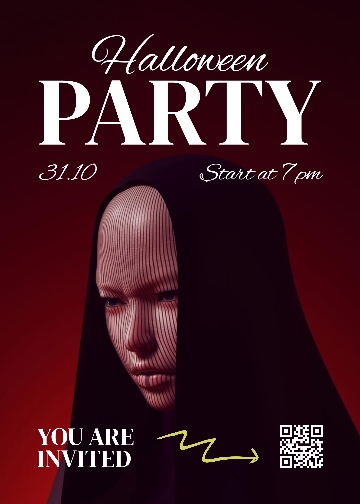 Halloween
PARTY
31.10 Start at 7 pm
YOU ARE
INVITED